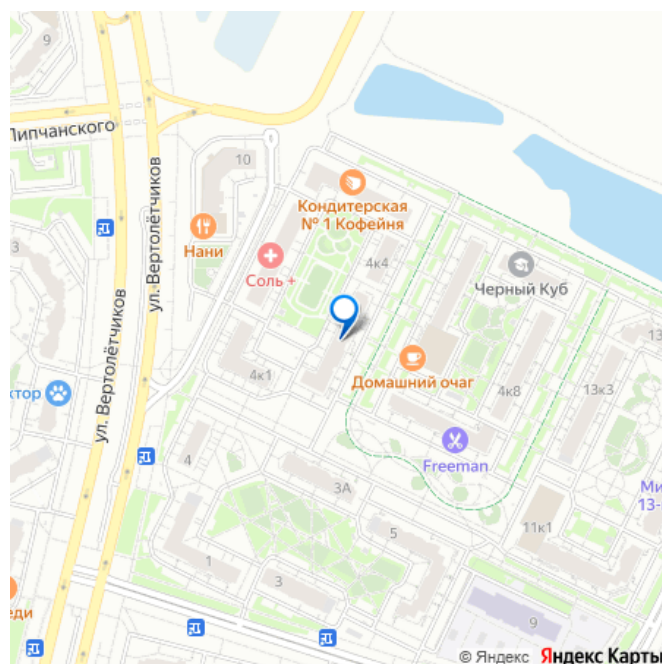 9
Липчанского
ул. Вертолётчиков
10
Кондитерская
№ 1 Кофейня
Нани
3
Соль +
4к4
Черный Куб
ул. Вертолётчиков
Домашний очаг
13
ктор
4к1
4к8
13к3
4
Freeman
3А
Ми
13-
11к1
5
1
3
9
еди
© Яндекс Яндекс Карты